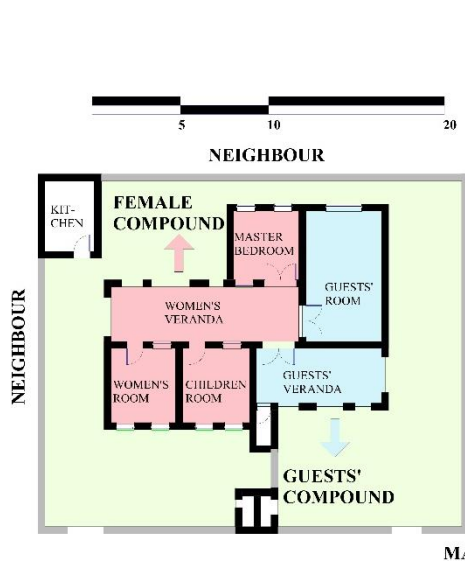 5 10 20
NEIGHBOUR
KIT-
CHEN
FEMALE
COMPOUND
MASTER
BEDROOM
GUESTS'
ROOM
WOMEN'S
VERANDA
NEIGHBOUR
WOMEN'S
ROOM
CHILDREN
ROOM
GUESTS'
VERANDA
GUESTS'
COMPOUND
MA